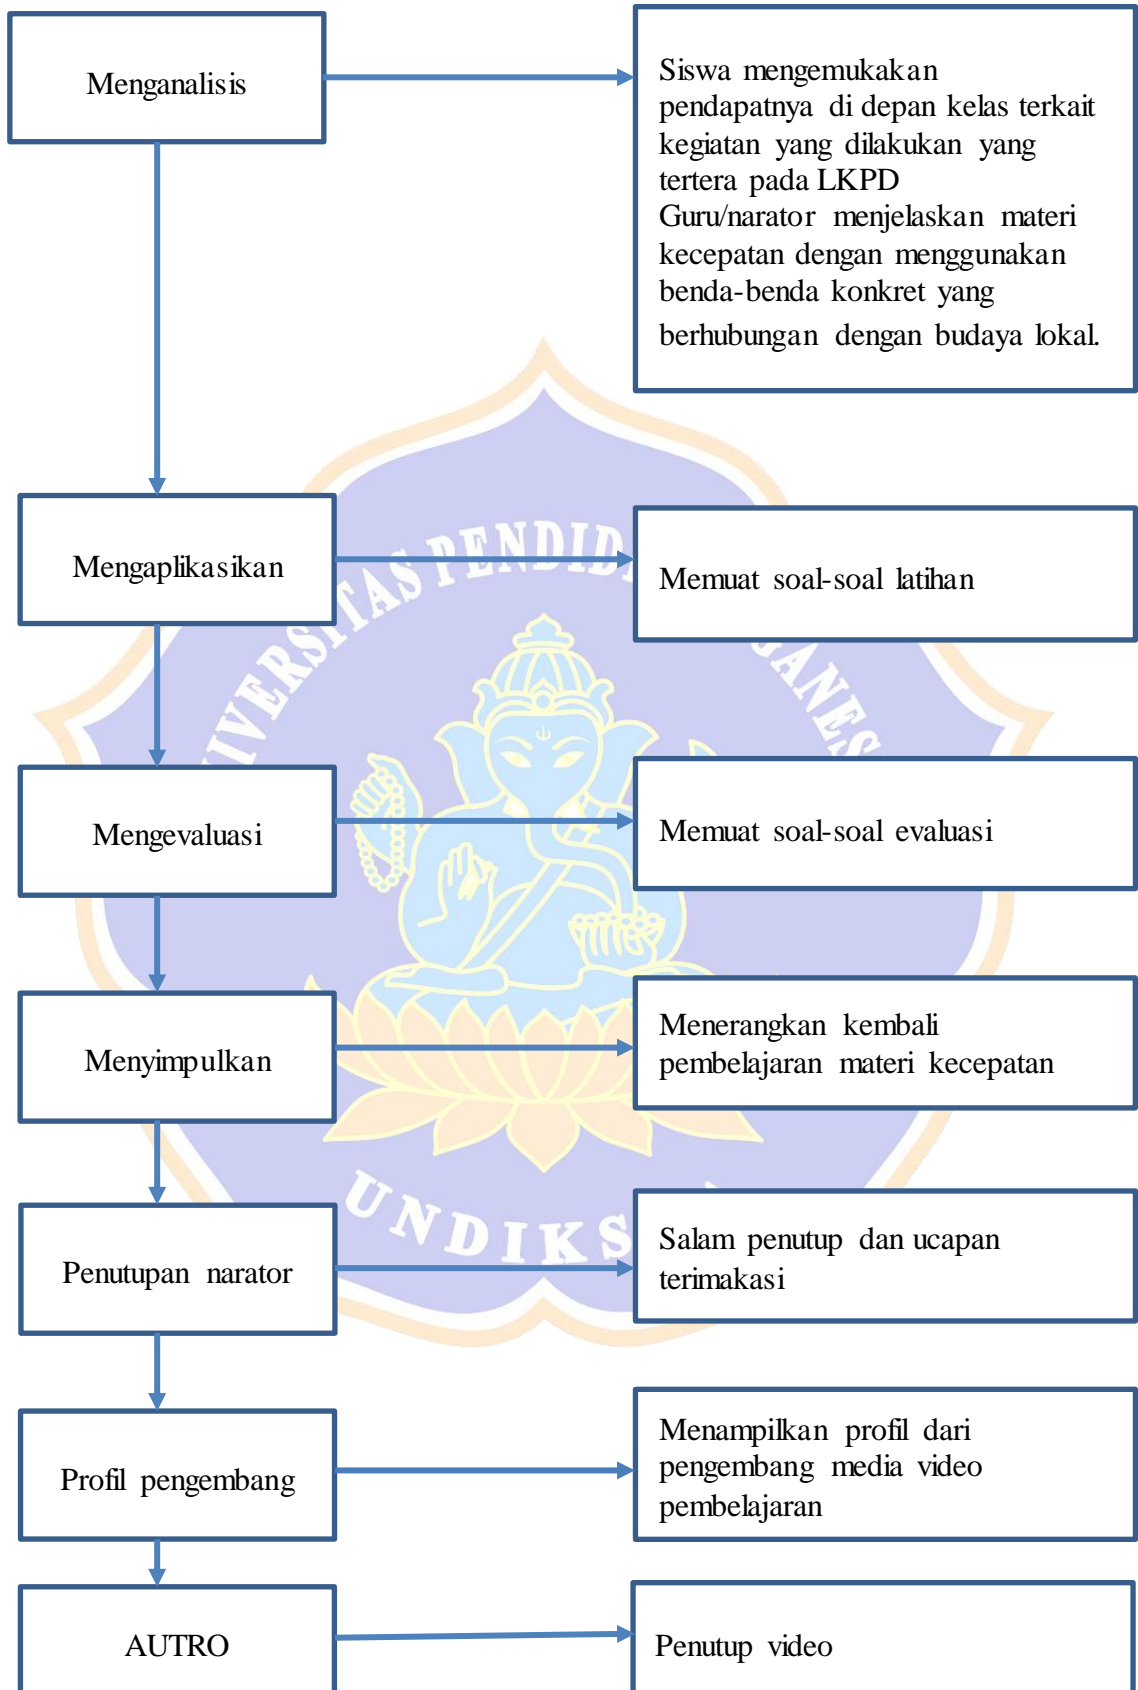 Menganalisis
Siswa mengemukakan
pendapatnya di depan kelas terkait
kegiatan yang dilakukan yang
tertera pada LKPD
Guru/narator menjelaskan materi
kecepatan dengan menggunakan
benda-benda konkret yang
berhubungan dengan budaya lokal.
Mengaplikasikan
Memuat soal-soal latihan
Mengevaluasi
Memuat soal-soal evaluasi
Menyimpulkan
Menerangkan kembali
pembelajaran materi kecepatan
Penutupan narator
Salam penutup dan ucapan
terimakasi
Profil pengembang
Menampilkan profil dari
pengembang media video
pembelajaran
AUTRO
Penutup video